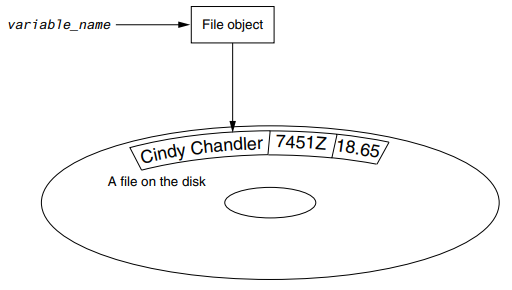 variable_name
File object
Cindy Chandler 7451Z 18.65
A file on the disk